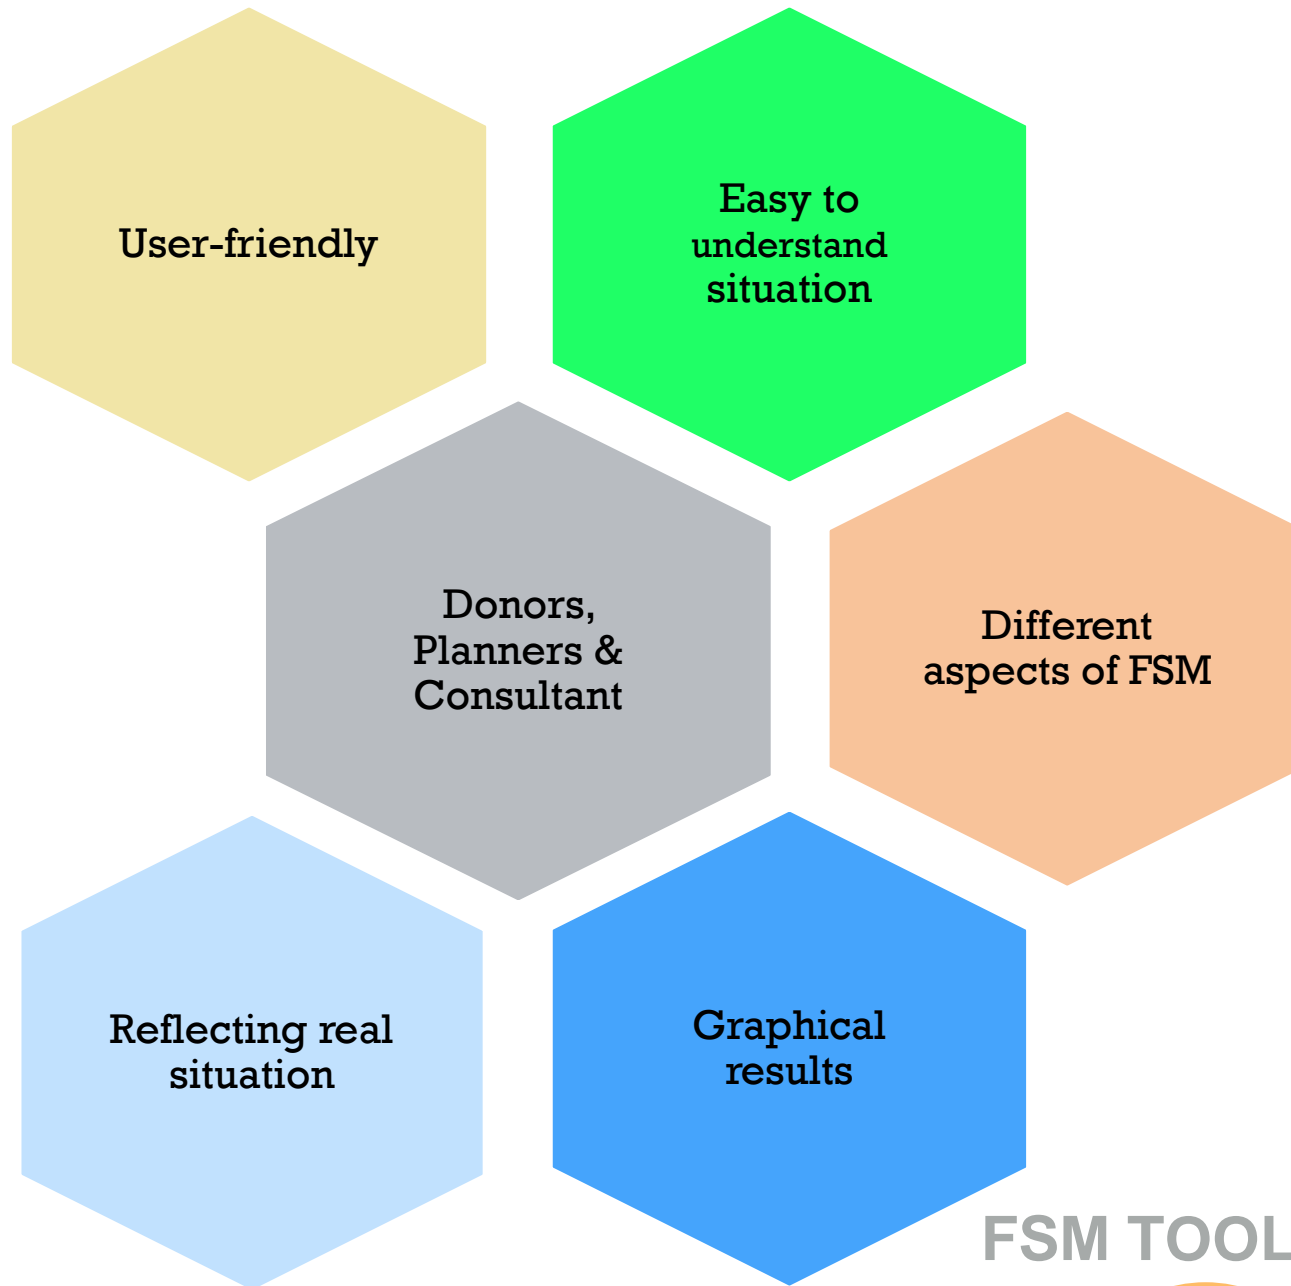 User-friendly
Easy to
understand
situation
Donors,
Planners &
Consultant
Different
aspects of FSM
Reflecting real
situation
Graphical
results
FSM TOOL